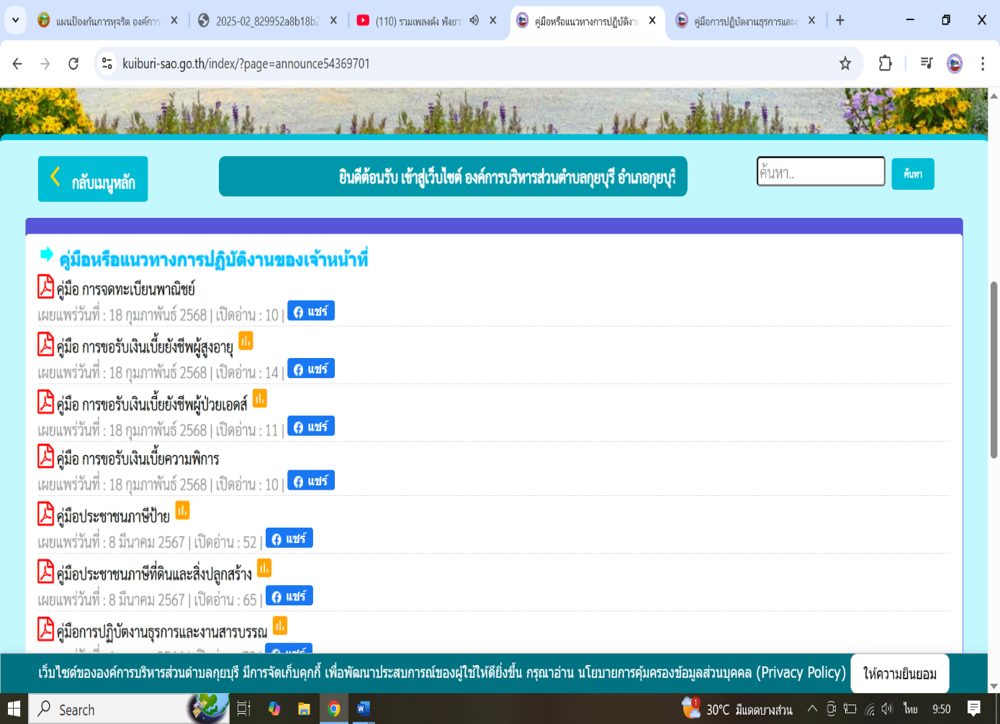 แผนป้องกันการทุจริต องค์การ
2025-02_829952a8b18b2
(110) รวมเพลงดัง ฟังยา
คู่มือหรือแนวทางการปฏิบัติงา
คู่มือการปฏิบัตงานธุรการและง
kuiburi-sao.go.th/index/?page=announce54369701
กลับเมนูหลัก
ยินดีต้อนรับ เข้าสู่เว็บไซต์ องค์การบริหารส่วนตำบลกุยบุรี อำเภอกุยบุรี
ค้นหา..
ค้นหา
คู่มือหรือแนวทางการปฏิบัติงานของเจ้าหน้าที่
คู่มือ การจดทะเบียนพาณิชย์
เผยแพร่วันที่ : 18 กุมภาพันธ์ 2568 | เปิดอ่าน : 10 | แชร์
คู่มือ การขอรับเงินเบี้ยยังชีพผู้สูงอายุ
เผยแพร่วันที่ : 18 กุมภาพันธ์ 2568 | เปิดอ่าน : 14 | แชร์
คู่มือ การขอรับเงินเบี้ยยังชีพผู้ป่วยเอดส์
เผยแพร่วันที่ : 18 กุมภาพันธ์ 2568 | เปิดอ่าน : 11 | แชร์
คู่มือ การขอรับเงินเบี้ยความพิการ
เผยแพร่วันที่ : 18 กุมภาพันธ์ 2568 | เปิดอ่าน : 10 | แชร์
คู่มือประชาชนภาษีป้าย
เผยแพร่วันที่ : 8 มีนาคม 2567 | เปิดอ่าน : 52 | แชร์
คู่มือประชาชนภาษีที่ดินและสิ่งปลูกสร้าง
เผยแพร่วันที่ : 8 มีนาคม 2567 | เปิดอ่าน : 65 | แชร์
คู่มือการปฏิบัตงานธุรการและงานสารบรรณ
เว็บไซต์ขององค์การบริหารส่วนตำบลกุยบุรี มีการจัดเก็บคุกกี้ เพื่อพัฒนาประสบการณ์ของผู้ใช้ให้ดียิ่งขึ้น กรุณาอ่าน นโยบายการคุ้มครองข้อมูลส่วนบุคคล (Privacy Policy) ให้ความยินยอม
Search
1
30°C มีแดดบางส่วน
ไทย
9:50